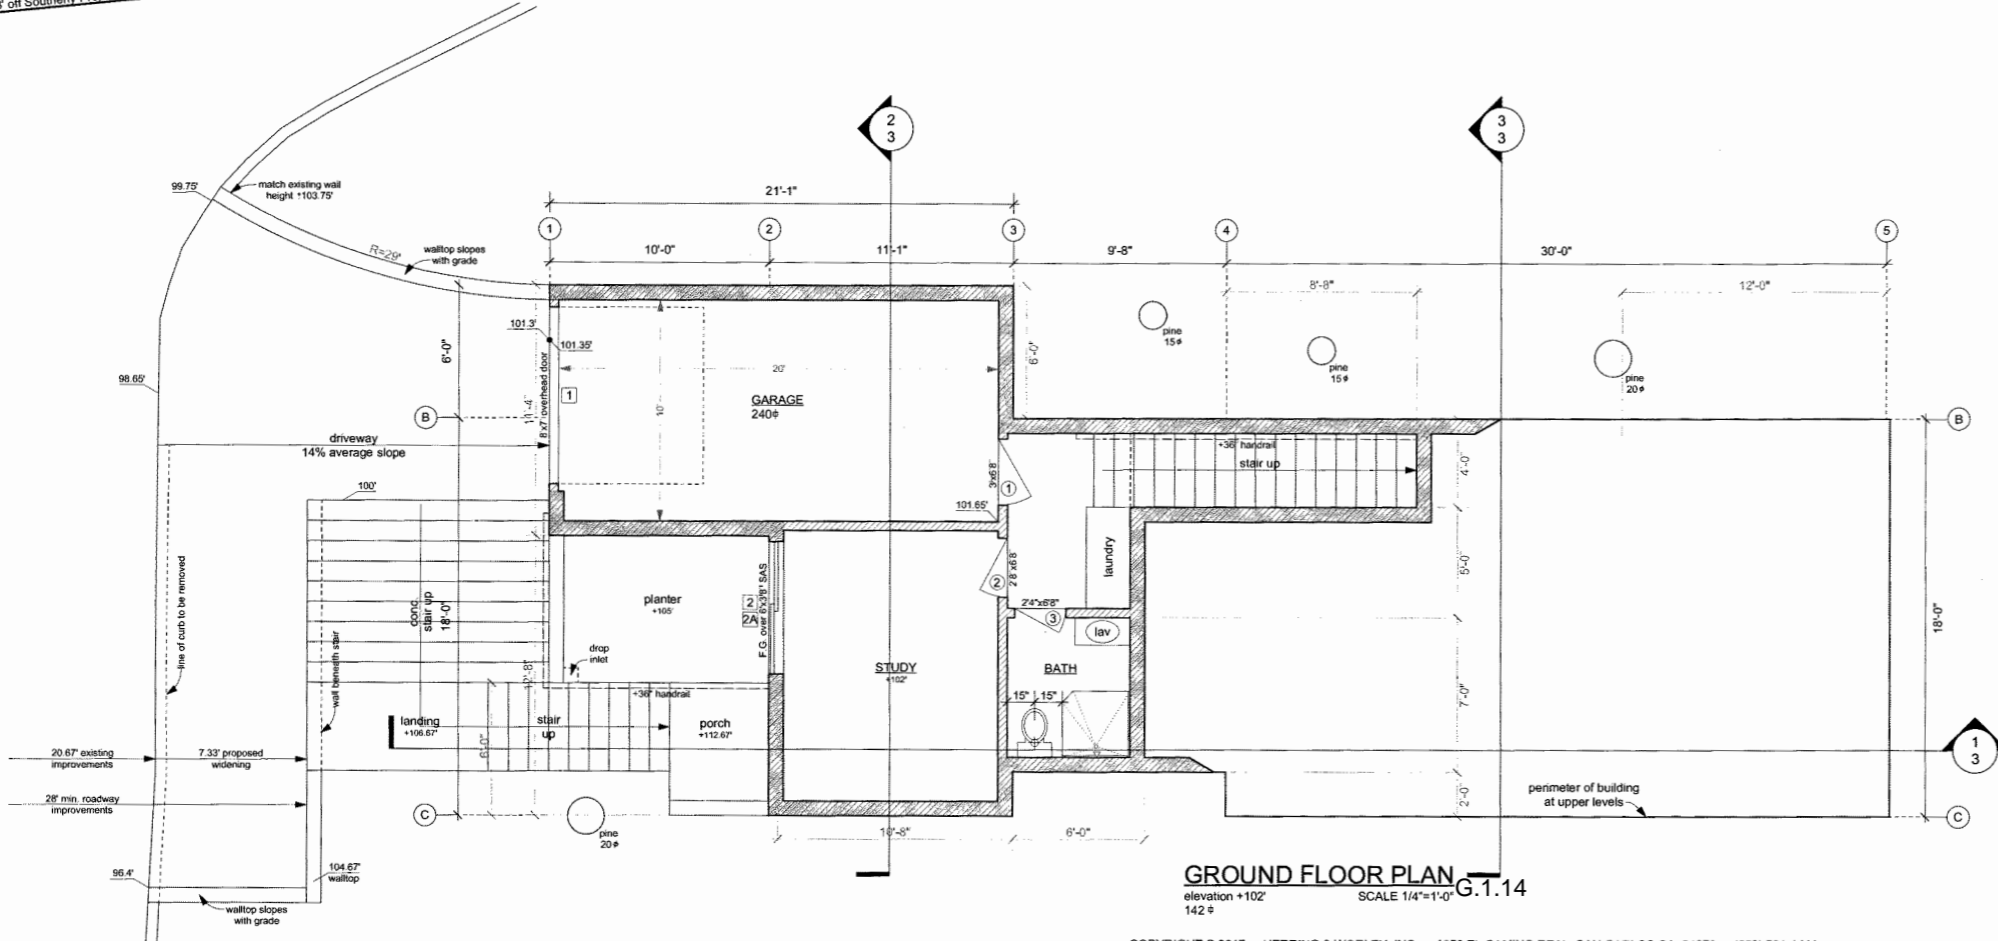 99.75'
match existing wall
height +103.75'
R=29'
walltop slopes
with grade
2
3
3
3
21'-1"
1
2
3
4
5
10'-0"
11'-1"
9'-8"
30'-0"
8'-8"
12'-0"
pine
15ϕ
pine
15ϕ
pine
20ϕ
6'-0"
6'-0"
101.3'
101.35'
8'x7' overhead door
11'-4"
1
20'
10'
GARAGE
240ϕ
98.65'
B
B
driveway
14% average slope
+36" handrail
stair up
4'-0"
3'x6'8"
1
101.65'
100'
line of curb to be removed
wall beneath stair
conc.
stair up
18'-0"
planter
+105'
2
2A
F.G. over 6'x3'8" SAS
2
2'8"x6'8"
laundry
5'-0"
2'4"x6'8"
3
lav
18'-0"
drop
inlet
12'-8"
STUDY
+102'
BATH
15"
15"
7'-0"
+36" handrail
landing
+106.67'
stair
up
porch
+112.67'
6'-0"
20.67' existing
improvements
7.33' proposed
widening
28' min. roadway
improvements
1
3
perimeter of building
at upper levels
2'-0"
C
C
pine
20ϕ
10'-8"
6'-0"
96.4'
104.67'
walltop
walltop slopes
with grade
GROUND FLOOR PLAN
G.1.14
elevation +102'
SCALE 1/4"=1'-0"
142 ϕ